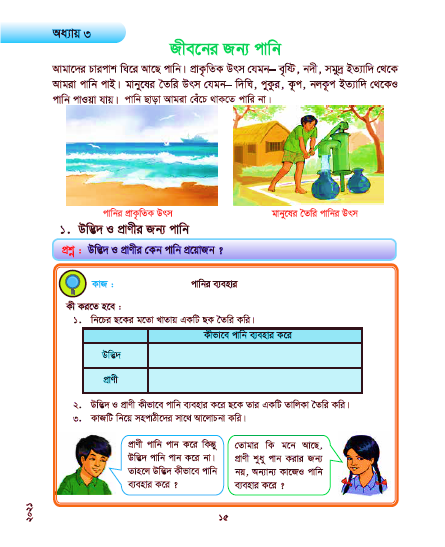 অধ্যায় ৩
জীবনের জন্য পানি
আমাদের চারপাশ ঘিরে আছে পানি। প্রাকৃতিক উৎস যেমন– বৃষ্টি, নদী, সমুদ্র ইত্যাদি থেকে
আমরা পানি পাই। মানুষের তৈরি উৎস যেমন– দিঘি, পুকুর, কূপ, নলকূপ ইত্যাদি থেকেও
পানি পাওয়া যায়। পানি ছাড়া আমরা বেঁচে থাকতে পারি না।
পানির প্রাকৃতিক উৎস
মানুষের তৈরি পানির উৎস
১. উদ্ভিদ ও প্রাণীর জন্য পানি
প্রশ্ন : উদ্ভিদ ও প্রাণীর কেন পানি প্রয়োজন ?
কাজ :
পানির ব্যবহার
কী করতে হবে :
১. নিচের ছকের মতো খাতায় একটি ছক তৈরি করি।
কীভাবে পানি ব্যবহার করে
উদ্ভিদ
প্রাণী
২. উদ্ভিদ ও প্রাণী কীভাবে পানি ব্যবহার করে ছকে তার একটি তালিকা তৈরি করি।
৩. কাজটি নিয়ে সহপাঠীদের সাথে আলোচনা করি।
প্রাণী পানি পান করে কিন্তু
উদ্ভিদ পানি পান করে না।
তাহলে উদ্ভিদ কীভাবে পানি
ব্যবহার করে ?
তোমার কি মনে আছে,
প্রাণী শুধু পান করার জন্য
নয়, অন্যান্য কাজেও পানি
ব্যবহার করে ?
২০২১
১৫